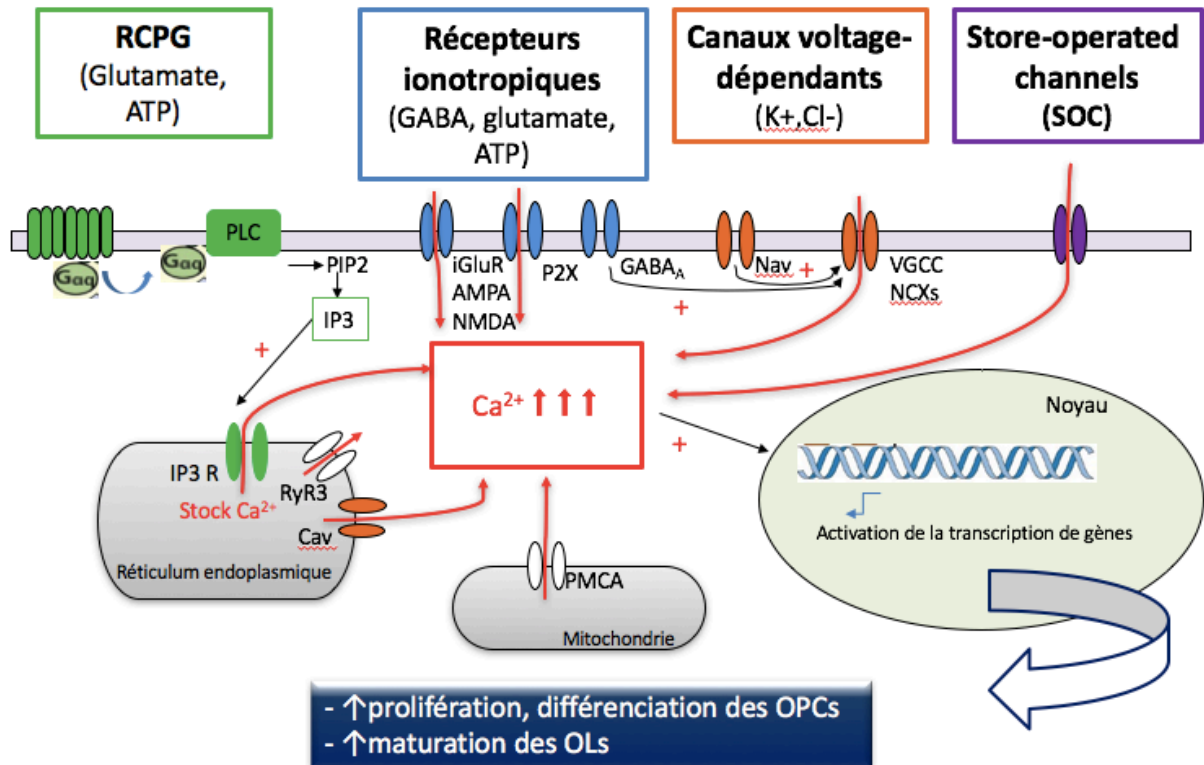 RCPG
(Glutamate,
ATP)
Récepteurs
ionotropiques
(GABA, glutamate,
ATP)
Canaux voltage-
dépendants
(K+,Cl-)
Store-operated
channels
(SOC)
PLC
Gαq
Gαq
PIP2
IP3
+
iGluR
AMPA
NMDA
P2X
GABAA
+
Nav
+
VGCC
NCXs
Ca2+ ↑ ↑ ↑
+
Noyau
Activation de la transcription de gènes
IP3 R
RyR3
Stock Ca2+
Cav
Réticulum endoplasmique
PMCA
Mitochondrie
- ↑prolifération, différenciation des OPCs
- ↑maturation des OLs